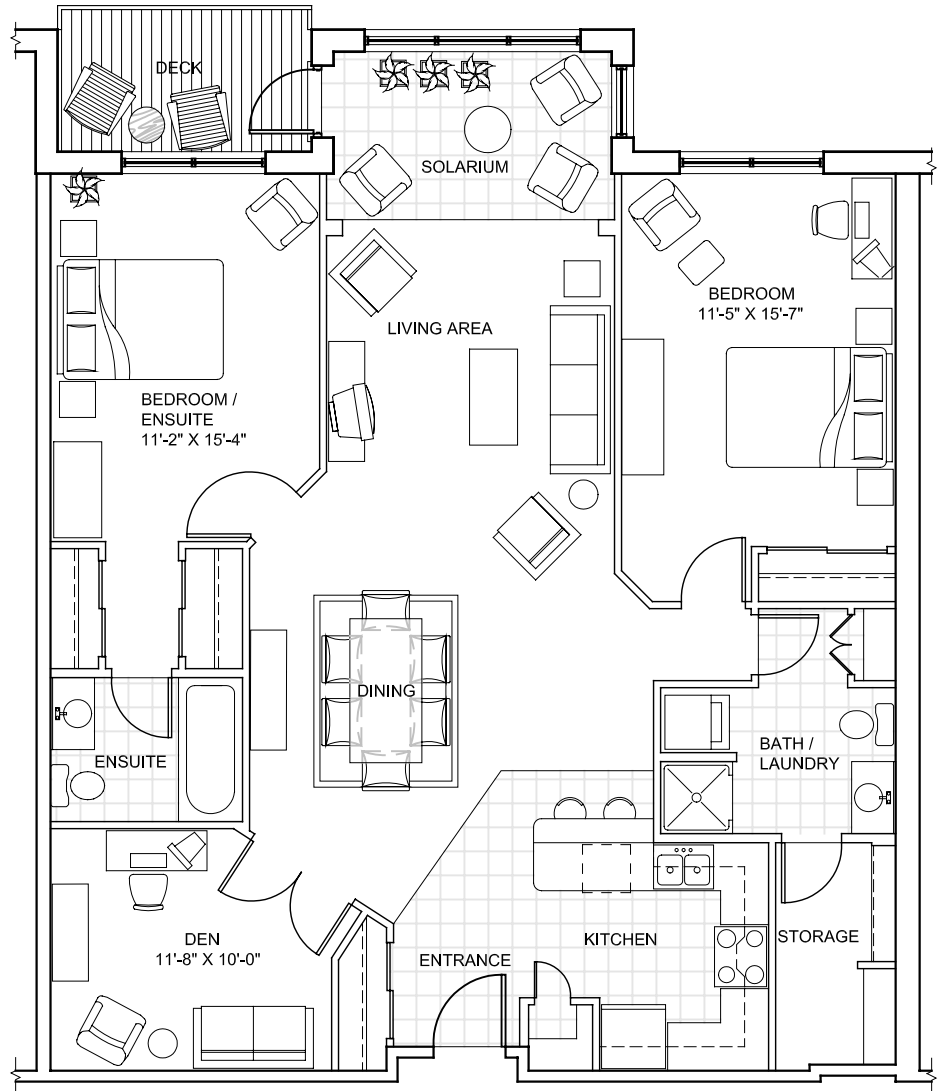 DECK
SOLARIUM
LIVING AREA
BEDROOM
11'-5" X 15'-7"
BEDROOM /
ENSUITE
11'-2" X 15'-4"
DINING
ENSUITE
BATH /
LAUNDRY
DEN
11'-8" X 10'-0"
ENTRANCE
KITCHEN
STORAGE